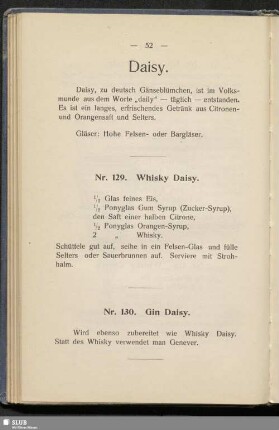 — 52 —
Daisy.
Daisy, zu deutsch Gänseblümchen, ist im Volks-
munde aus dem Worte „daily“ — täglich — entstanden.
Es ist ein langes, erfrischendes Getränk aus Citronen-
und Orangensaft und Selters.
Gläser: Hohe Felsen- oder Bargläser.
Nr. 129. Whisky Daisy.
Glas feines Eis,
Ponyglas Gum Syrup (Zucker-Syrup),
den Saft einer halben Citrone,
1/2 Ponyglas Orangen-Syrup,
2 „ Whisky.
Schüttele gut auf, seihe in ein Felsen-Glas und fülle
Selters oder Sauerbrunnen auf. Serviere mit Stroh-
halm.
Nr. 130. Gin Daisy.
Wird ebenso zubereitet wie Whisky Daisy.
Statt des Whisky verwendet man Genever.
SLUB